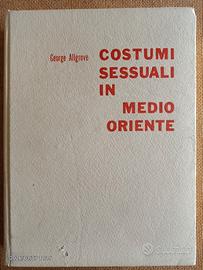 George Allgrove
COSTUMI
SESSUALI
IN
MEDIO
ORIENTE